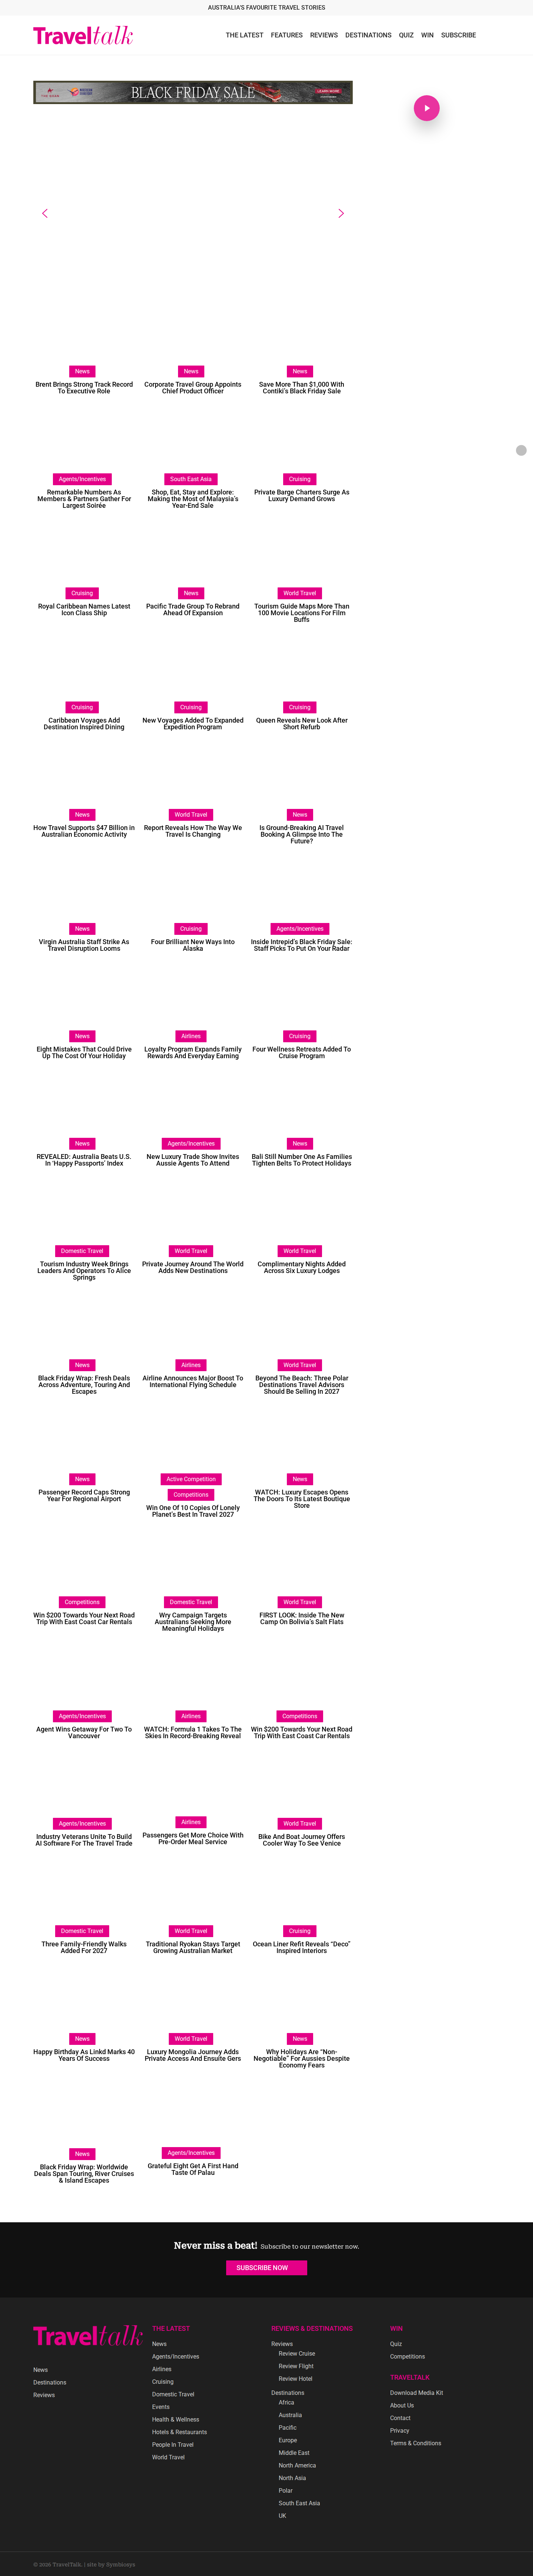 AUSTRALIA'S FAVOURITE TRAVEL STORIES
Traveltalk
THE LATEST FEATURES REVIEWS DESTINATIONS QUIZ WIN SUBSCRIBE
BLACK FRIDAY SALE
LEARN MORE
News
Brent Brings Strong Track Record
To Executive Role
News
Corporate Travel Group Appoints
Chief Product Officer
News
Save More Than $1,000 With
Contiki's Black Friday Sale
Agents/Incentives
Remarkable Numbers As
Members & Partners Gather For
Largest Soirée
South East Asia
Shop, Eat, Stay and Explore:
Making the Most of Malaysia's
Year-End Sale
Cruising
Private Barge Charters Surge As
Luxury Demand Grows
Cruising
Royal Caribbean Names Latest
Icon Class Ship
News
Pacific Trade Group To Rebrand
Ahead Of Expansion
World Travel
Tourism Guide Maps More Than
100 Movie Locations For Film
Buffs
Cruising
Caribbean Voyages Add
Destination Inspired Dining
Cruising
New Voyages Added To Expanded
Expedition Program
Cruising
Queen Reveals New Look After
Short Refurb
News
How Travel Supports $47 Billion in
Australian Economic Activity
World Travel
Report Reveals How The Way We
Travel Is Changing
News
Is Ground-Breaking AI Travel
Booking A Glimpse Into The
Future?
News
Virgin Australia Staff Strike As
Travel Disruption Looms
Cruising
Four Brilliant New Ways Into
Alaska
Agents/Incentives
Inside Intrepid's Black Friday Sale:
Staff Picks To Put On Your Radar
News
Eight Mistakes That Could Drive
Up The Cost Of Your Holiday
Airlines
Loyalty Program Expands Family
Rewards And Everyday Earning
Cruising
Four Wellness Retreats Added To
Cruise Program
News
REVEALED: Australia Beats U.S.
In 'Happy Passports' Index
Agents/Incentives
New Luxury Trade Show Invites
Aussie Agents To Attend
News
Bali Still Number One As Families
Tighten Belts To Protect Holidays
Domestic Travel
Tourism Industry Week Brings
Leaders And Operators To Alice
Springs
World Travel
Private Journey Around The World
Adds New Destinations
World Travel
Complimentary Nights Added
Across Six Luxury Lodges
News
Black Friday Wrap: Fresh Deals
Across Adventure, Touring And
Escapes
Airlines
Airline Announces Major Boost To
International Flying Schedule
World Travel
Beyond The Beach: Three Polar
Destinations Travel Advisors
Should Be Selling In 2027
News
Passenger Record Caps Strong
Year For Regional Airport
Active Competition
Competitions
Win One Of 10 Copies Of Lonely
Planet's Best In Travel 2027
News
WATCH: Luxury Escapes Opens
The Doors To Its Latest Boutique
Store
Competitions
Win $200 Towards Your Next Road
Trip With East Coast Car Rentals
Domestic Travel
Wry Campaign Targets
Australians Seeking More
Meaningful Holidays
World Travel
FIRST LOOK: Inside The New
Camp On Bolivia's Salt Flats
Agents/Incentives
Agent Wins Getaway For Two To
Vancouver
Airlines
WATCH: Formula 1 Takes To The
Skies In Record-Breaking Reveal
Competitions
Win $200 Towards Your Next Road
Trip With East Coast Car Rentals
Agents/Incentives
Industry Veterans Unite To Build
AI Software For The Travel Trade
Airlines
Passengers Get More Choice With
Pre-Order Meal Service
World Travel
Bike And Boat Journey Offers
Cooler Way To See Venice
Domestic Travel
Three Family-Friendly Walks
Added For 2027
World Travel
Traditional Ryokan Stays Target
Growing Australian Market
Cruising
Ocean Liner Refit Reveals "Deco"
Inspired Interiors
News
Happy Birthday As Linkd Marks 40
Years Of Success
World Travel
Luxury Mongolia Journey Adds
Private Access And Ensuite Gers
News
Why Holidays Are "Non-
Negotiable" For Aussies Despite
Economy Fears
News
Black Friday Wrap: Worldwide
Deals Span Touring, River Cruises
& Island Escapes
Agents/Incentives
Grateful Eight Get A First Hand
Taste Of Palau
Never miss a beat! Subscribe to our newsletter now.
SUBSCRIBE NOW
Traveltalk
News
Destinations
Reviews
THE LATEST
News
Agents/Incentives
Airlines
Cruising
Domestic Travel
Events
Health & Wellness
Hotels & Restaurants
People In Travel
World Travel
REVIEWS & DESTINATIONS
Reviews
Review Cruise
Review Flight
Review Hotel
Destinations
Africa
Australia
Pacific
Europe
Middle East
North America
North Asia
Polar
South East Asia
UK
WIN
Quiz
Competitions
TRAVELTALK
Download Media Kit
About Us
Contact
Privacy
Terms & Conditions
© 2026 TravelTalk. | site by Symbiosys